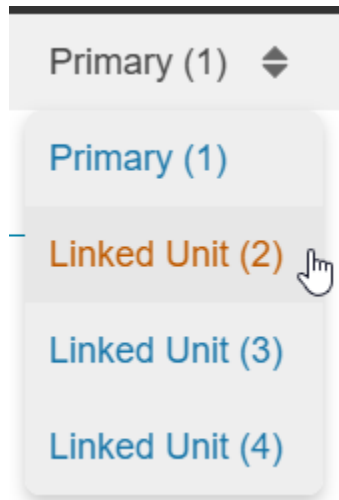 Primary (1)
Primary (1)
Linked Unit (2)
Linked Unit (3)
Linked Unit (4)